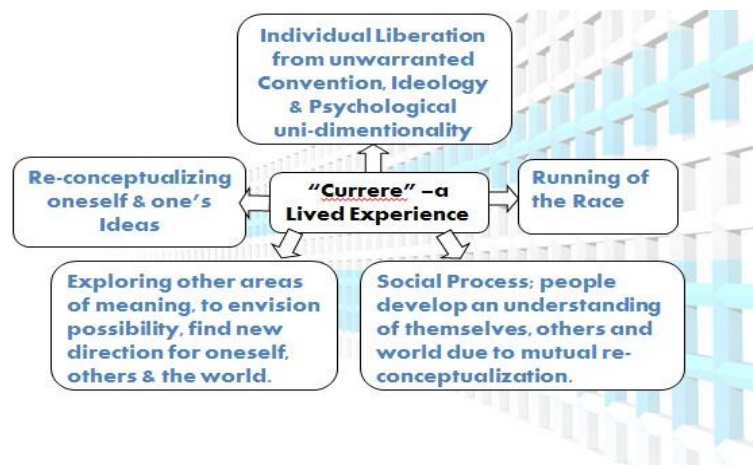 Individual Liberation
from unwarranted
Convention, Ideology
& Psychological
uni-dimentionality
Re-conceptualizing
oneself & one's
Ideas
"Currere" –a
Lived Experience
Running of
the Race
Exploring other areas
of meaning, to envision
possibility, find new
direction for oneself,
others & the world.
Social Process; people
develop an understanding
of themselves, others and
world due to mutual re-
conceptualization.